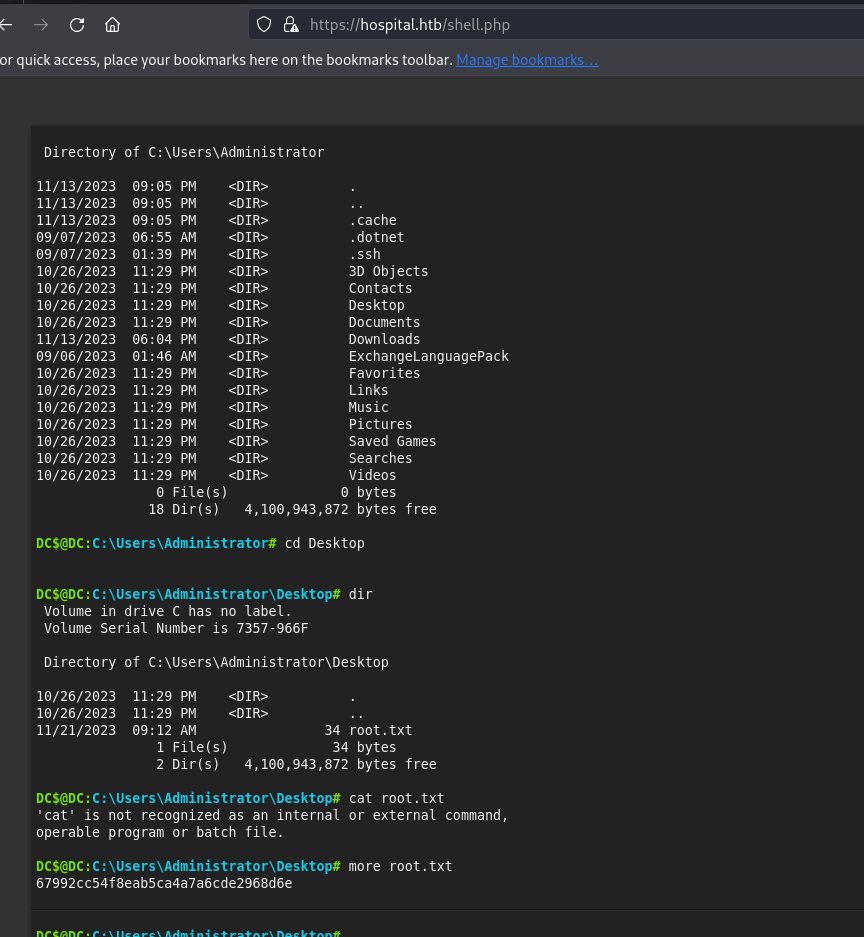 https://hospital.htb/shell.php
or quick access, place your bookmarks here on the bookmarks toolbar. Manage bookmarks…
Directory of C:\Users\Administrator
11/13/2023  09:05 PM    <DIR>          .
11/13/2023  09:05 PM    <DIR>          ..
11/13/2023  09:05 PM    <DIR>          .cache
09/07/2023  06:55 AM    <DIR>          .dotnet
09/07/2023  01:39 PM    <DIR>          .ssh
10/26/2023  11:29 PM    <DIR>          3D Objects
10/26/2023  11:29 PM    <DIR>          Contacts
10/26/2023  11:29 PM    <DIR>          Desktop
10/26/2023  11:29 PM    <DIR>          Documents
11/13/2023  06:04 PM    <DIR>          Downloads
09/06/2023  01:46 AM    <DIR>          ExchangeLanguagePack
10/26/2023  11:29 PM    <DIR>          Favorites
10/26/2023  11:29 PM    <DIR>          Links
10/26/2023  11:29 PM    <DIR>          Music
10/26/2023  11:29 PM    <DIR>          Pictures
10/26/2023  11:29 PM    <DIR>          Saved Games
10/26/2023  11:29 PM    <DIR>          Searches
10/26/2023  11:29 PM    <DIR>          Videos
0 File(s)              0 bytes
18 Dir(s)   4,100,943,872 bytes free
DC$@DC:C:\Users\Administrator# cd Desktop
DC$@DC:C:\Users\Administrator\Desktop# dir
Volume in drive C has no label.
Volume Serial Number is 7357-966F
Directory of C:\Users\Administrator\Desktop
10/26/2023  11:29 PM    <DIR>          .
10/26/2023  11:29 PM    <DIR>          ..
11/21/2023  09:12 AM                34 root.txt
1 File(s)             34 bytes
2 Dir(s)   4,100,943,872 bytes free
DC$@DC:C:\Users\Administrator\Desktop# cat root.txt
'cat' is not recognized as an internal or external command,
operable program or batch file.
DC$@DC:C:\Users\Administrator\Desktop# more root.txt
67992cc54f8eab5ca4a7a6cde2968d6e
DC$@DC:C:\Users\Administrator\Desktop#